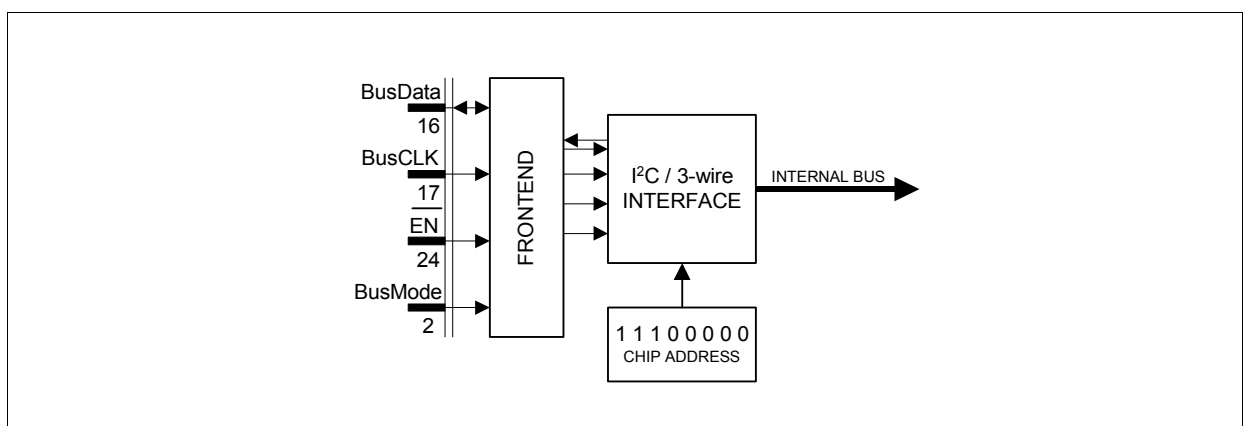 BusData
16
BusCLK
17
EN
24
BusMode
2
FRONTEND
I²C / 3-wire
INTERFACE
INTERNAL BUS
1 1 1 0 0 0 0 0
CHIP ADDRESS